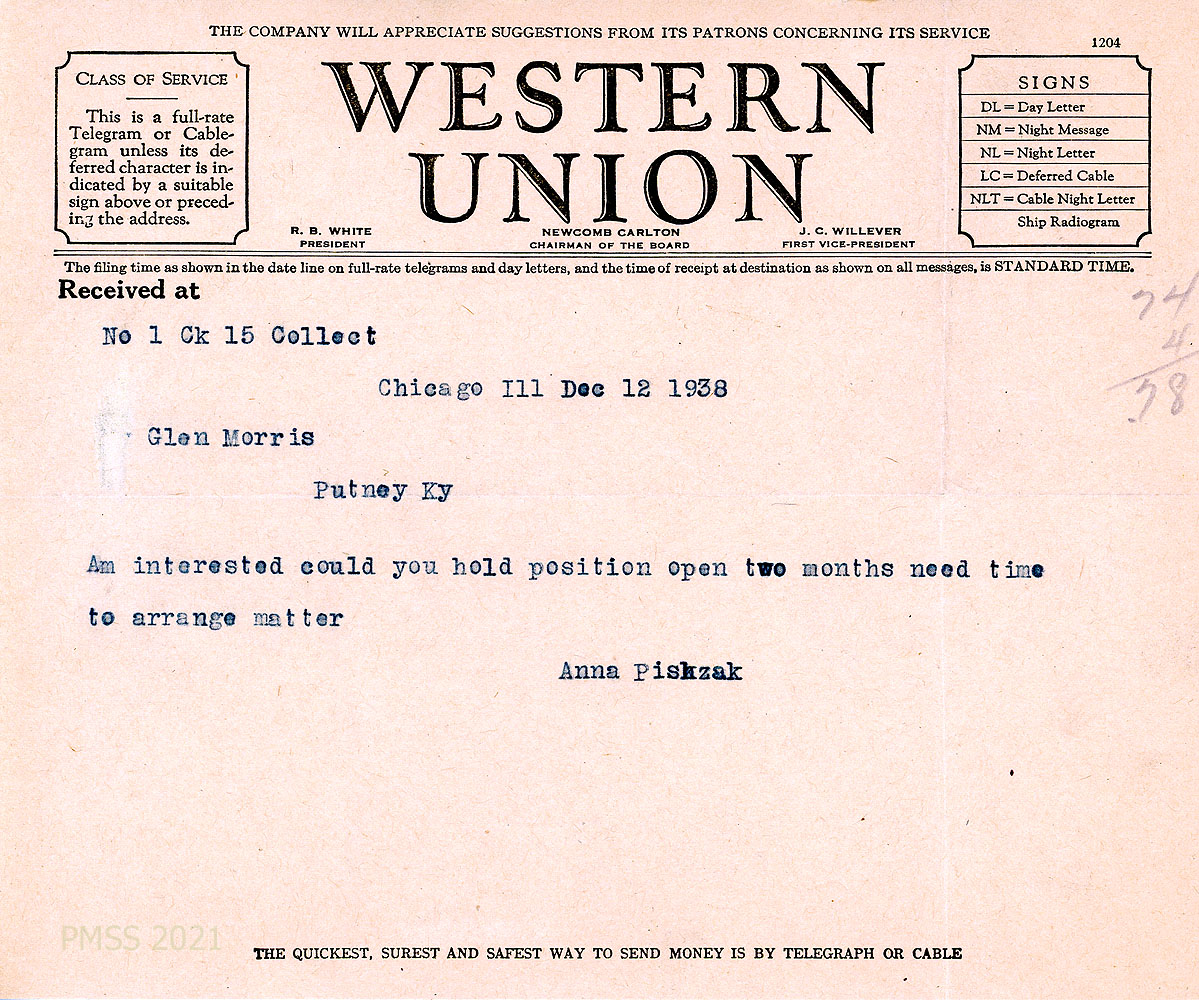 THE COMPANY WILL APPRECIATE SUGGESTIONS FROM ITS PATRONS CONCERNING ITS SERVICE
1204
CLASS OF SERVICE
This is a full-rate
Telegram or Cable-
gram unless its de-
ferred character is in-
dicated by a suitable
sign above or preced-
ing the address.
WESTERN
UNION
R. B. WHITE
PRESIDENT
NEWCOMB CARLTON
CHAIRMAN OF THE BOARD
J. C. WILLEVER
FIRST VICE-PRESIDENT
SIGNS
DL = Day Letter
NM = Night Message
NL = Night Letter
LC = Deferred Cable
NLT = Cable Night Letter
Ship Radiogram
The filing time as shown in the date line on full-rate telegrams and day letters, and the time of receipt at destination as shown on all messages, is STANDARD TIME.
Received at
74
4
78
No 1 Ck 15 Collect
Chicago Ill Dec 12 1938
Glen Morris
Putney Ky
Am interested could you hold position open two months need time
to arrange matter
Anna Piskzak
PMSS 2021
THE QUICKEST, SUREST AND SAFEST WAY TO SEND MONEY IS BY TELEGRAPH OR CABLE